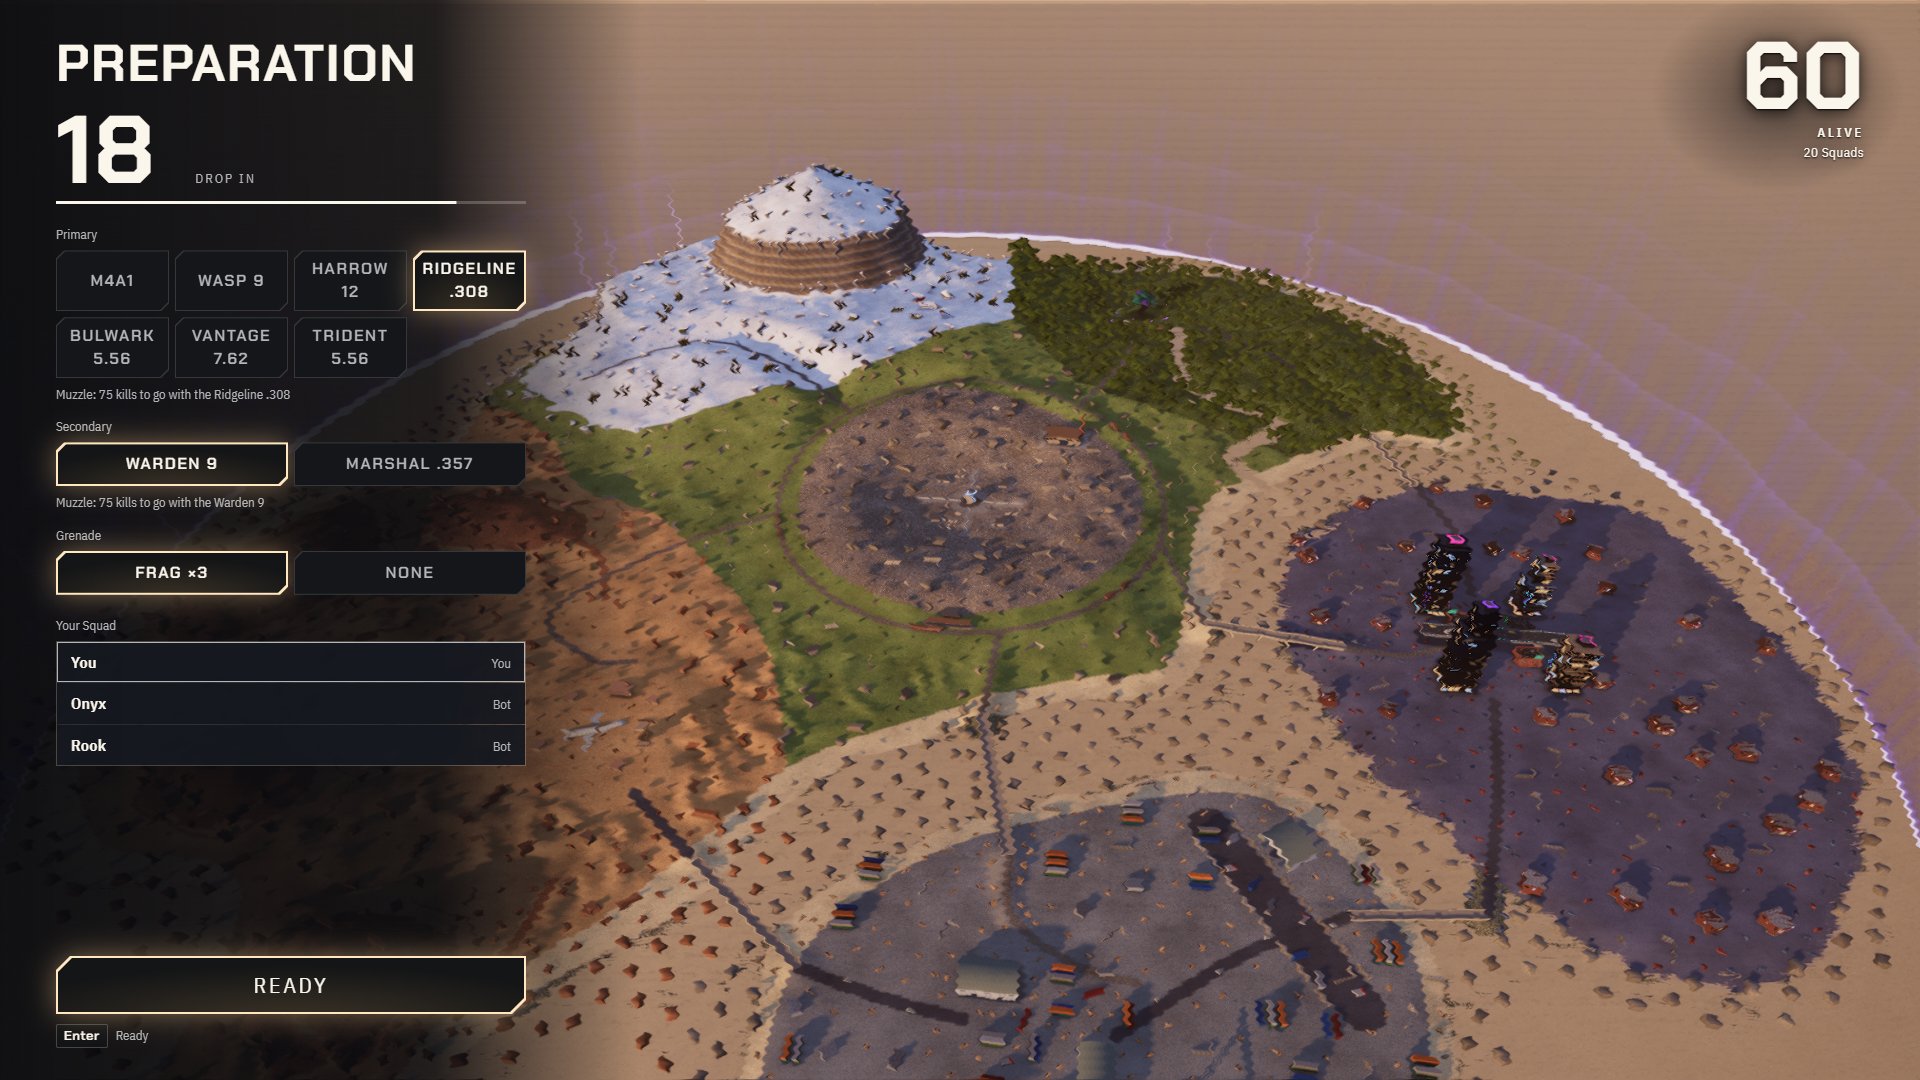 PREPARATION
18 DROP IN
60
ALIVE
20 Squads
Primary
M4A1
WASP 9
HARROW
12
RIDGELINE
.308
BULWARK
5.56
VANTAGE
7.62
TRIDENT
5.56
Muzzle: 75 kills to go with the Ridgeline .308
Secondary
WARDEN 9
MARSHAL .357
Muzzle: 75 kills to go with the Warden 9
Grenade
FRAG ×3
NONE
Your Squad
You You
Onyx Bot
Rook Bot
READY
Enter Ready